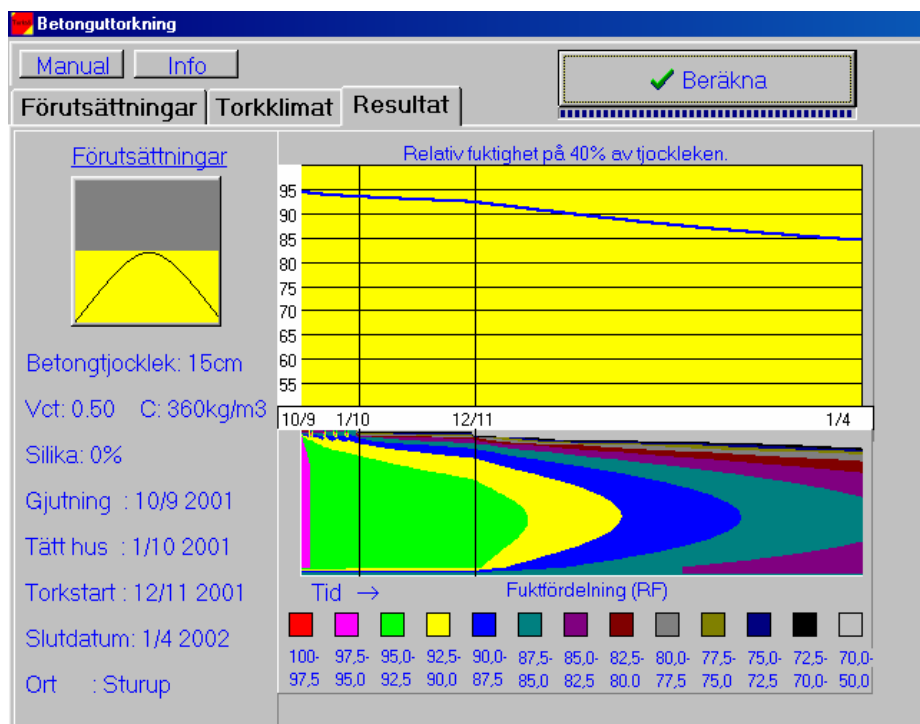 Betonguttorkning
Manual Info
Beräkna
Förutsättningar Torkklimat Resultat
Förutsättningar
Betongtjocklek: 15cm
Vct: 0.50 C: 360kg/m3
Silika: 0%
Gjutning : 10/9 2001
Tätt hus : 1/10 2001
Torkstart : 12/11 2001
Slutdatum: 1/4 2002
Ort : Sturup
Relativ fuktighet på 40% av tjockleken.
95
90
85
80
75
70
65
60
55
10/9 1/10 12/11 1/4
Tid → Fuktfördelning (RF)
100- 97,5- 95,0- 92,5- 90,0- 87,5- 85,0- 82,5- 80,0- 77,5- 75,0- 72,5- 70,0-
97,5 95,0 92,5 90,0 87,5 85,0 82,5 80.0 77,5 75,0 72,5 70,0- 50,0